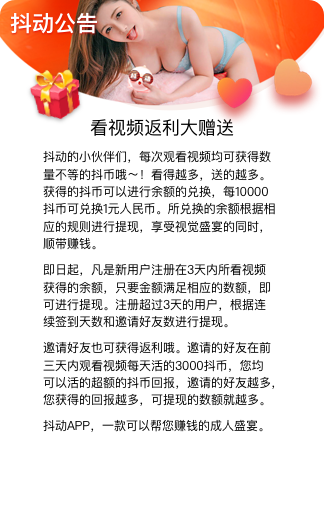 抖动公告
看视频返利大赠送
抖动的小伙伴们，每次观看视频均可获得数
量不等的抖币哦～！看得越多，送的越多。
获得的抖币可以进行余额的兑换，每10000
抖币可兑换1元人民币。所兑换的余额根据相
应的规则进行提现，享受视觉盛宴的同时，
顺带赚钱。
即日起，凡是新用户注册在3天内所看视频
获得的余额，只要金额满足相应的数额，即
可进行提现。注册超过3天的用户，根据连
续签到天数和邀请好友数进行提现。
邀请好友也可获得返利哦。邀请的好友在前
三天内观看视频每天活的3000抖币，您均
可以活的超额的抖币回报，邀请的好友越多，
您获得的回报越多，可提现的数额就越多。
抖动APP，一款可以帮您赚钱的成人盛宴。